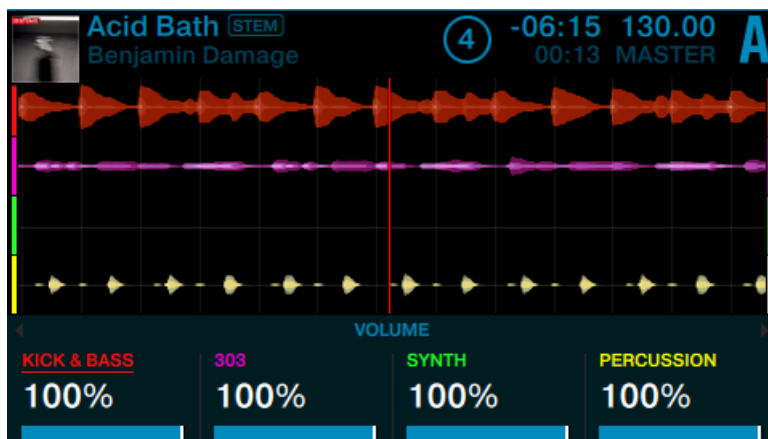 Acid Bath STEM
Benjamin Damage
4
-06:15 130.00
00:13 MASTER
A
VOLUME
KICK & BASS 303 SYNTH PERCUSSION
100% 100% 100% 100%